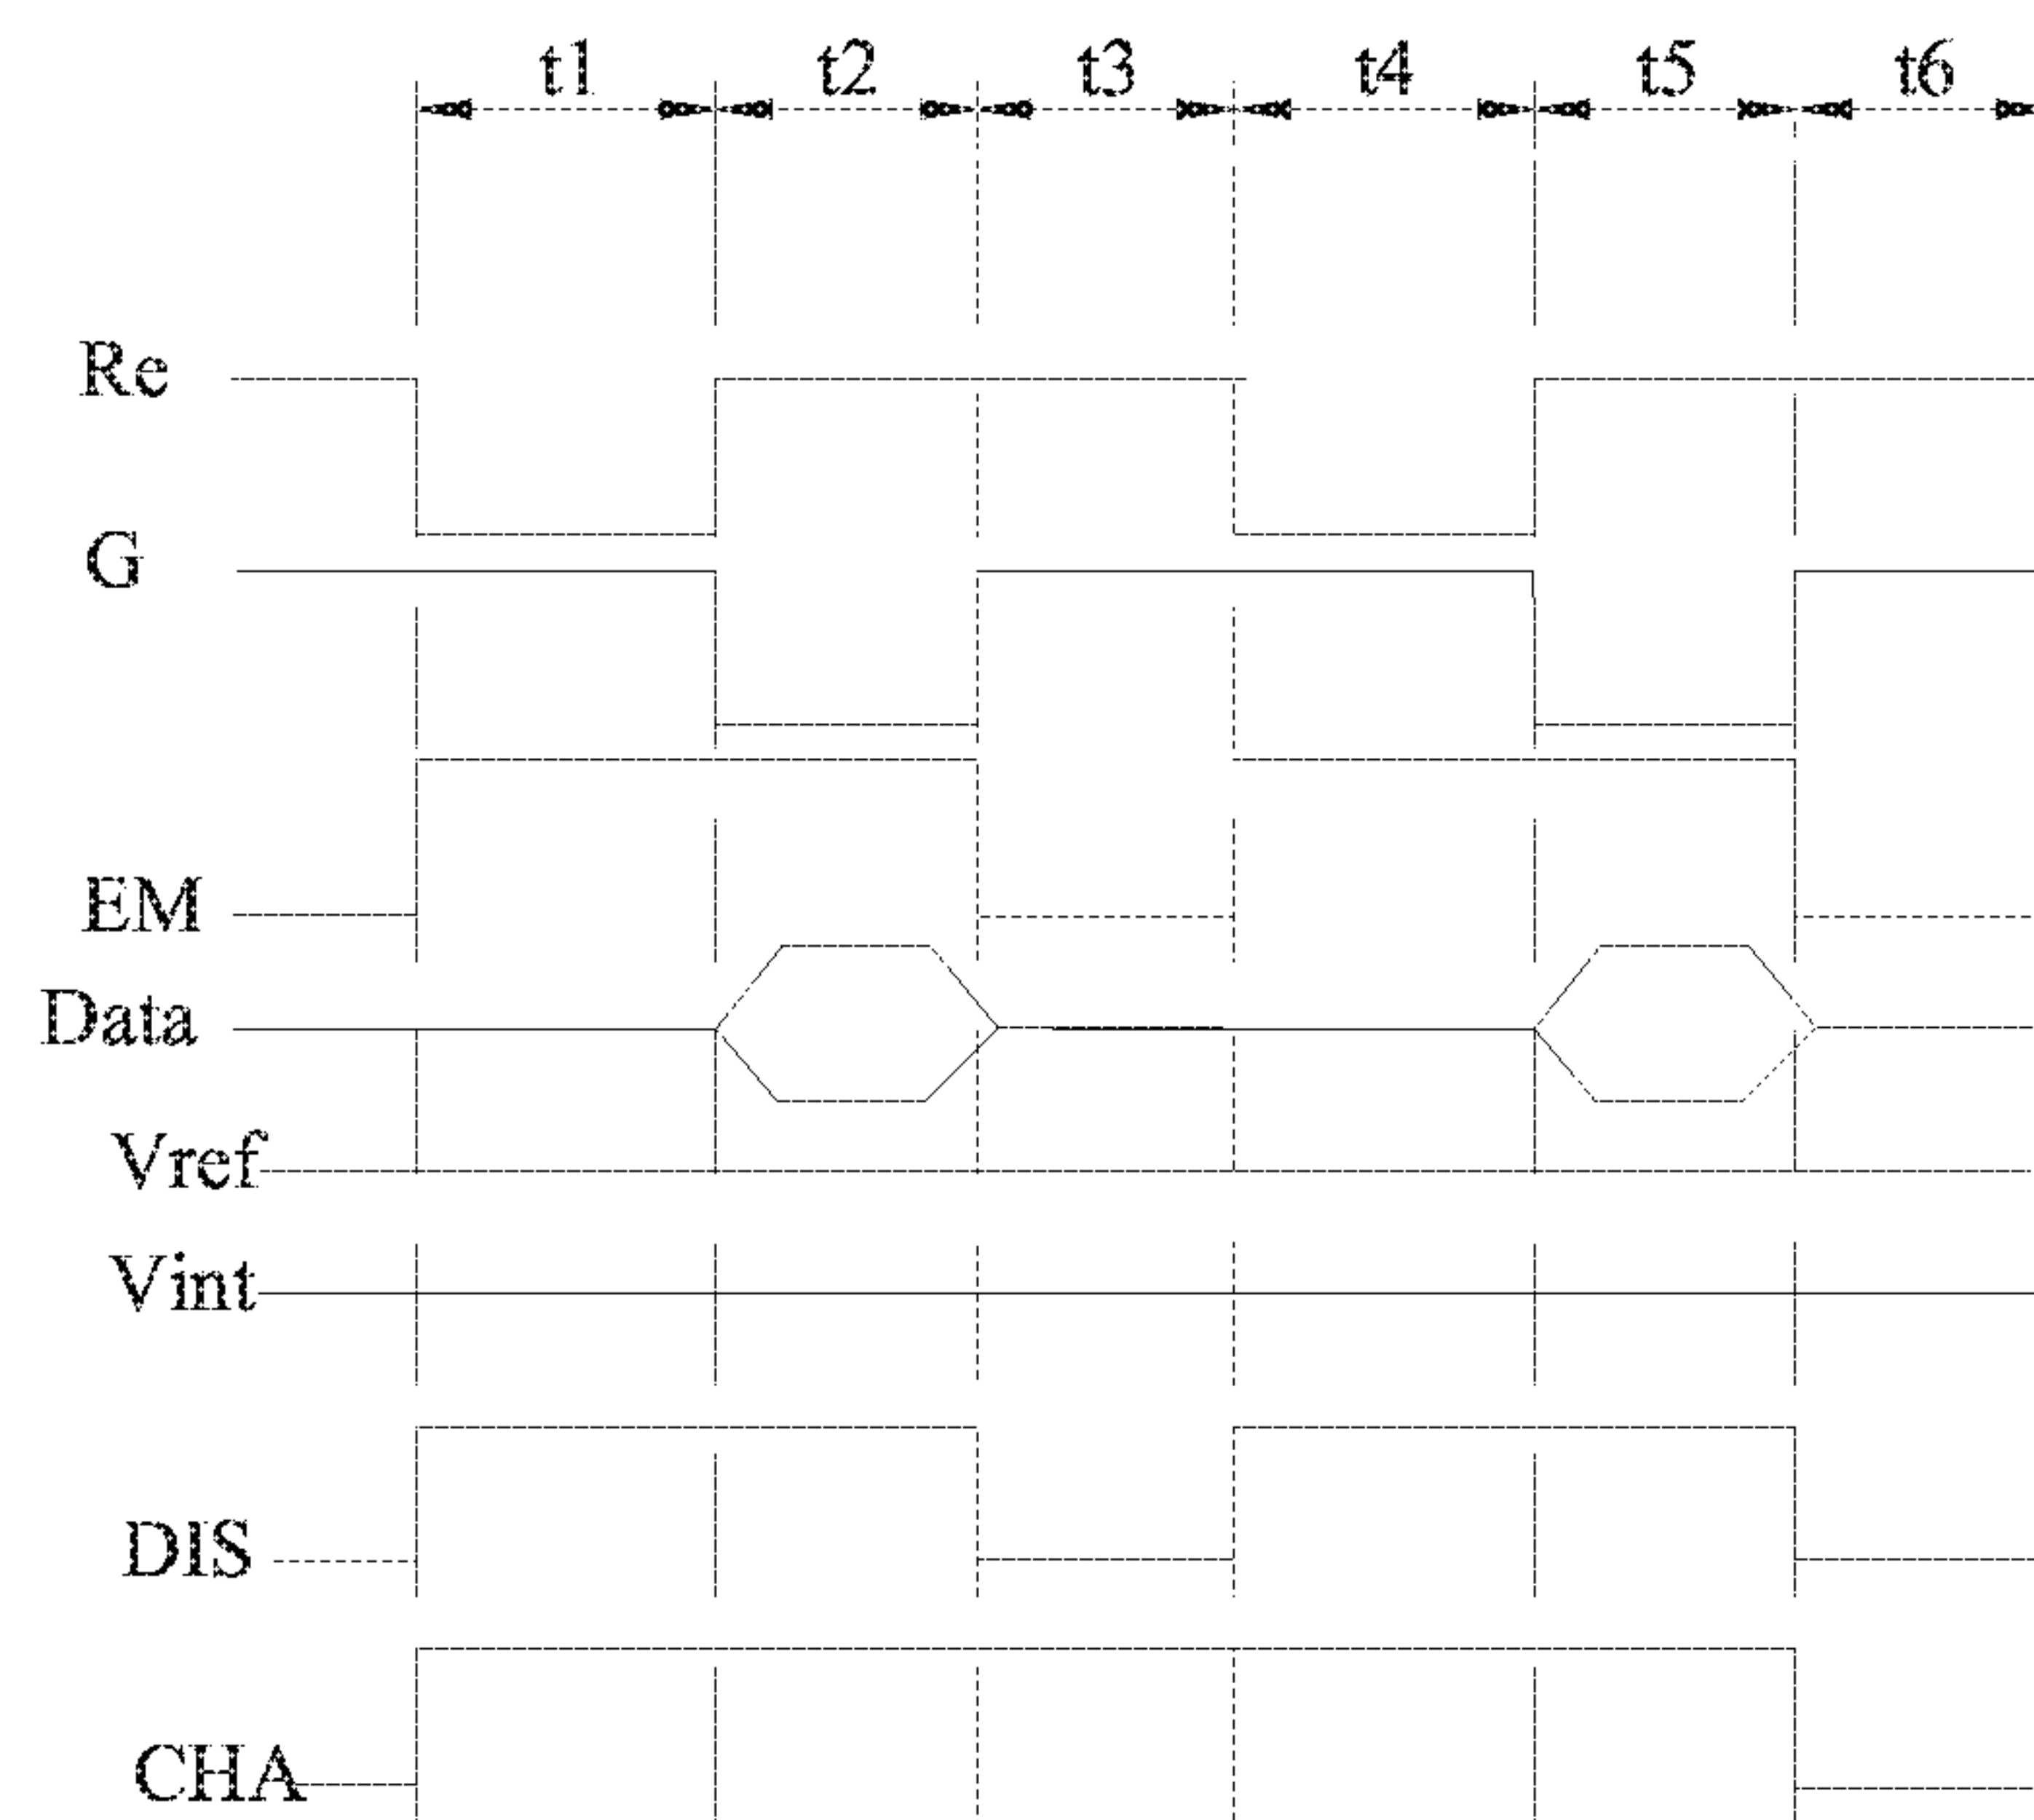 t1 t2 t3 t4 t5 t6
Re
G
EM
Data
Vref
Vint
DIS
CHA